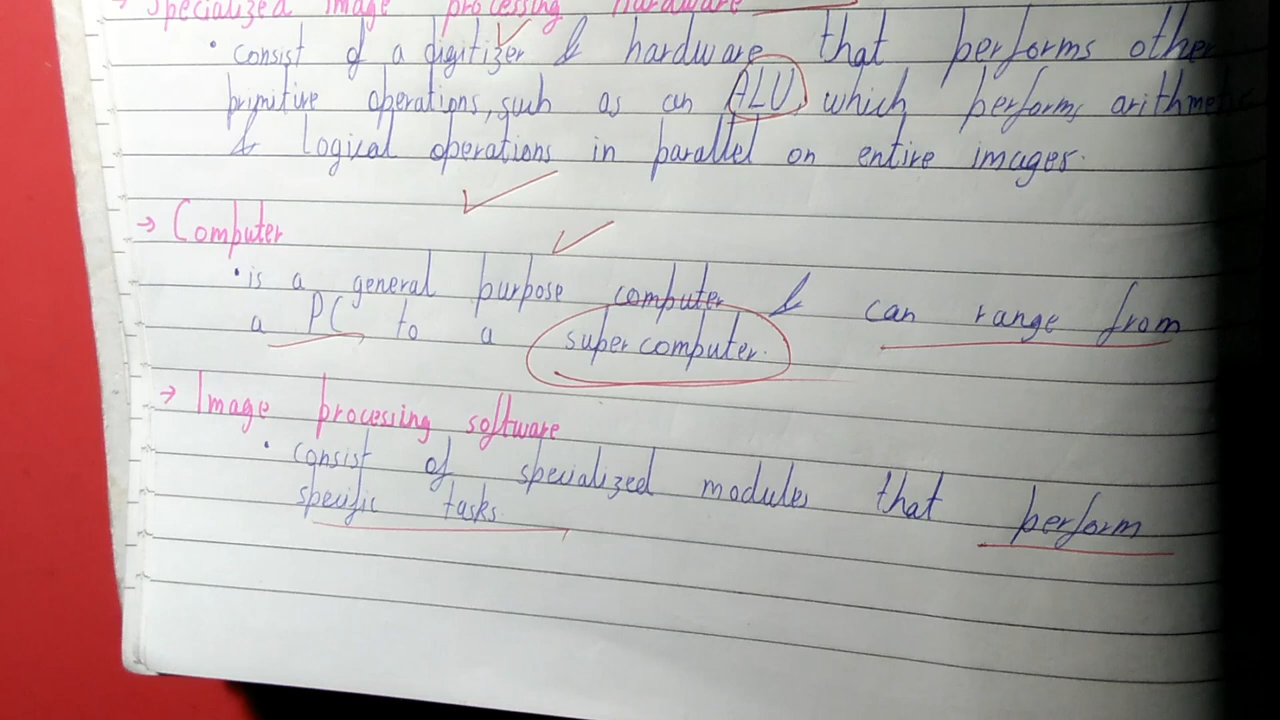 → Specialized image processing hardware
• consist of a digitizer & hardware that performs other
primitive operations, such as an ALU which performs arithmetic
& logical operations in parallel on entire images.
→ Computer
• is a general purpose computer & can range from
a PC to a supercomputer.
→ Image processing software
• consist of specialized modules that perform
specific tasks